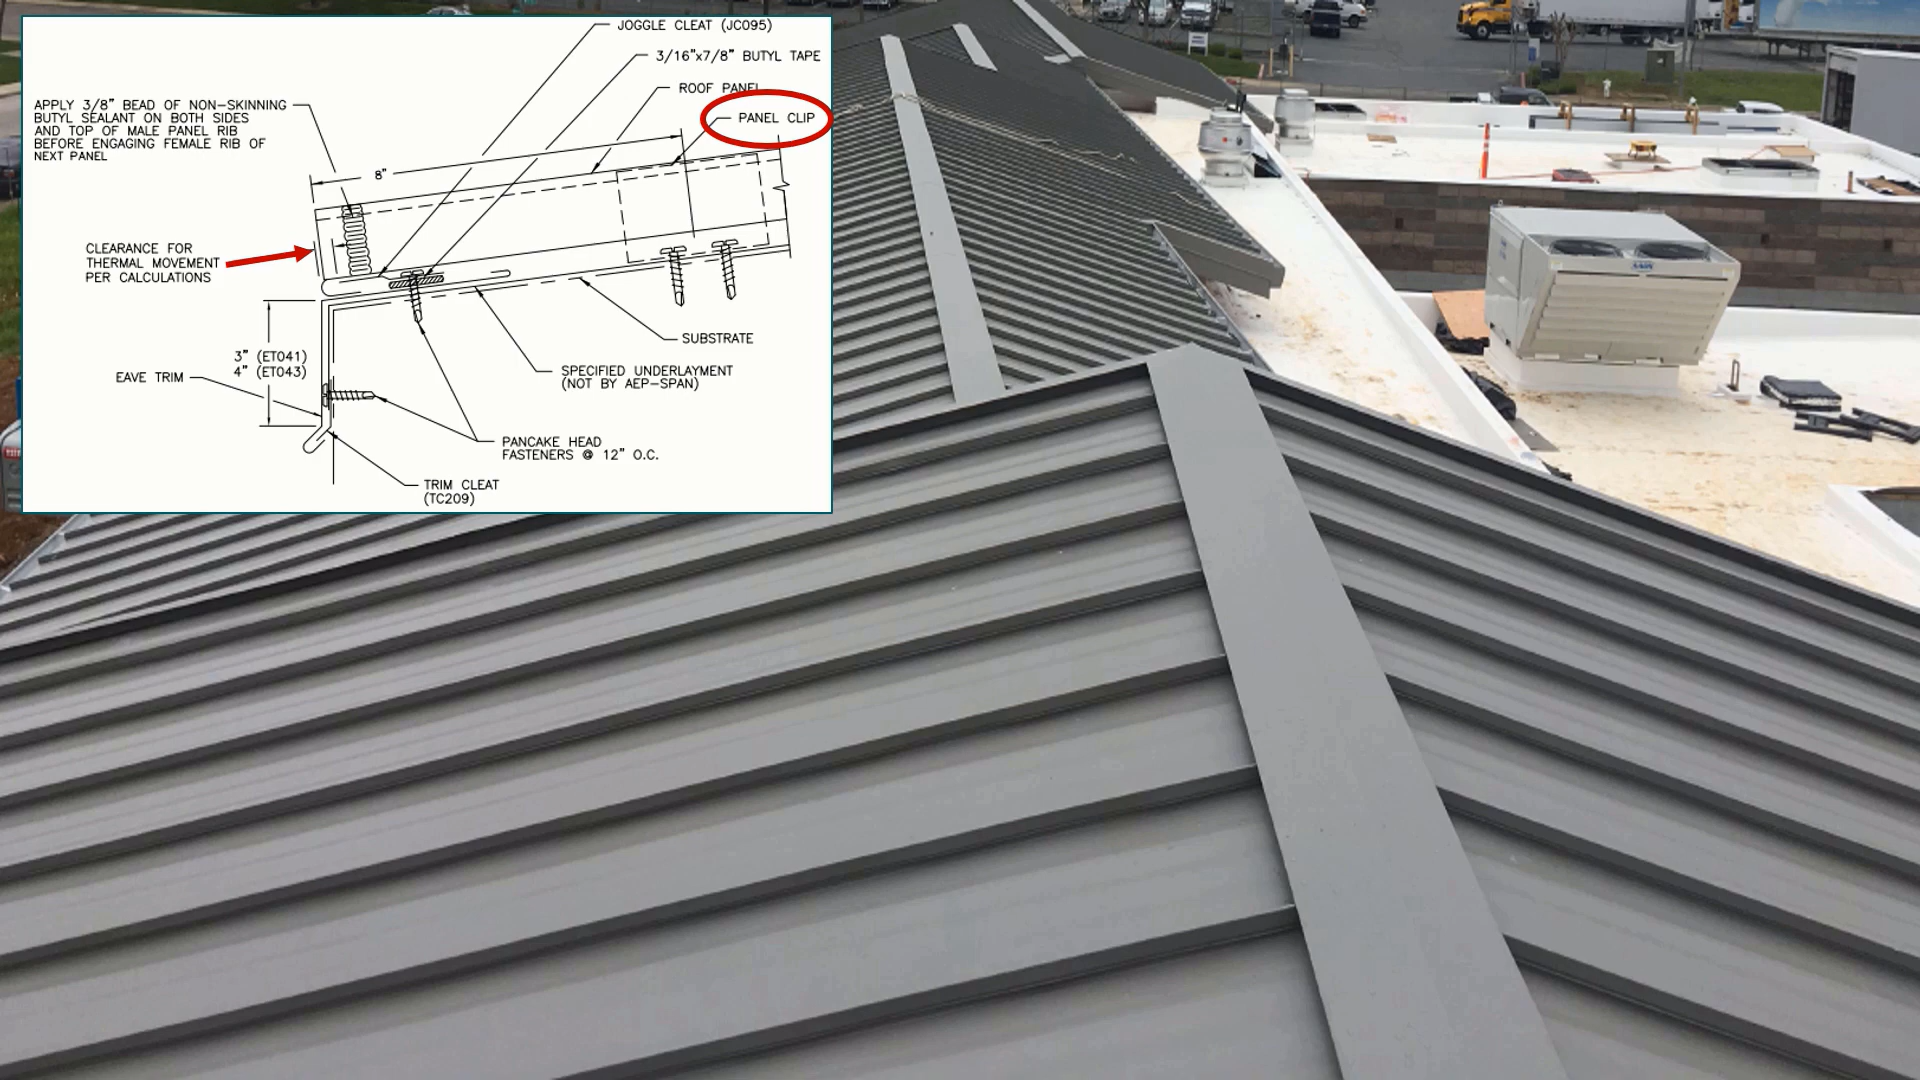 JOGGLE CLEAT (JC095)
3/16"x7/8" BUTYL TAPE
ROOF PANEL
PANEL CLIP
APPLY 3/8" BEAD OF NON-SKINNING
BUTYL SEALANT ON BOTH SIDES
AND TOP OF MALE PANEL RIB
BEFORE ENGAGING FEMALE RIB OF
NEXT PANEL
8"
CLEARANCE FOR
THERMAL MOVEMENT
PER CALCULATIONS
SUBSTRATE
3" (ET041)
4" (ET043)
EAVE TRIM
SPECIFIED UNDERLAYMENT
(NOT BY AEP-SPAN)
PANCAKE HEAD
FASTENERS @ 12" O.C.
TRIM CLEAT
(TC209)